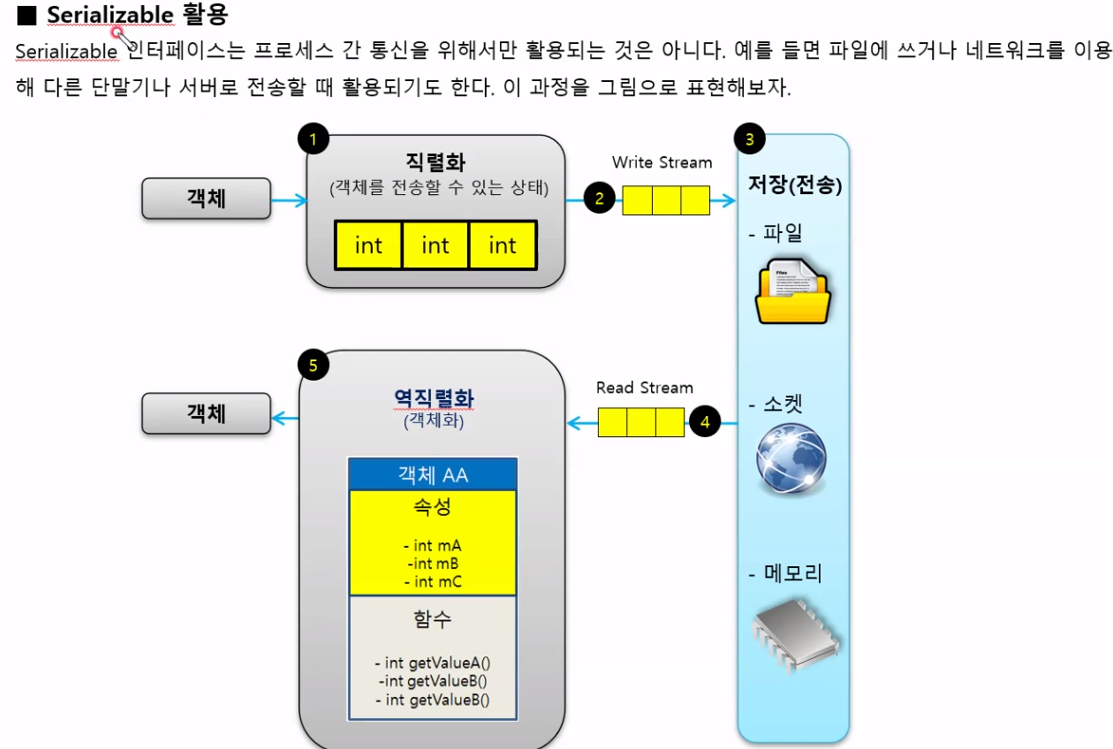 ■ Serializable 활용
Serializable 인터페이스는 프로세스 간 통신을 위해서만 활용되는 것은 아니다. 예를 들면 파일에 쓰거나 네트워크를 이용
해 다른 단말기나 서버로 전송할 때 활용되기도 한다. 이 과정을 그림으로 표현해보자.
1
직렬화
(객체를 전송할 수 있는 상태)
객체
int int int
2
Write Stream
3
저장(전송)
- 파일
Files
- 소켓
- 메모리
Read Stream
4
5
역직렬화
(객체화)
객체
객체 AA
속성
- int mA
-int mB
- int mC
함수
- int getValueA()
-int getValueB()
- int getValueB()